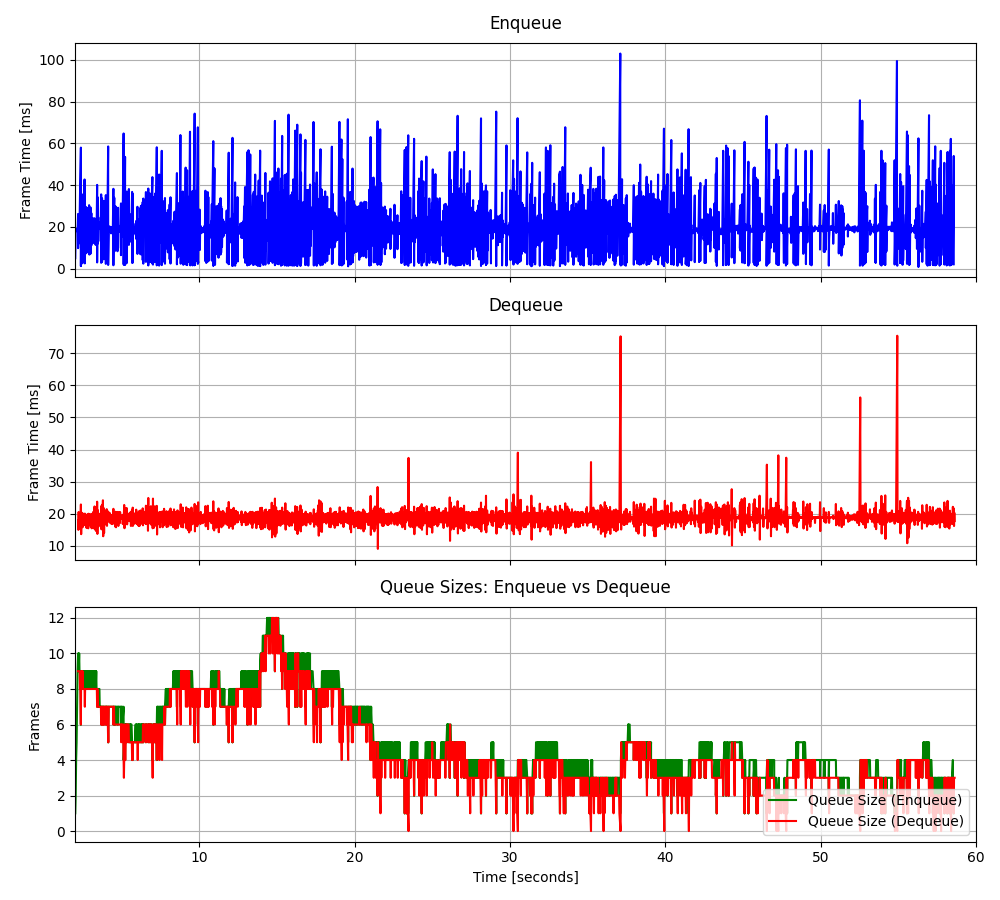 Enqueue
100
80
60
40
20
0
Frame Time [ms]
Dequeue
70
60
50
40
30
20
10
Frame Time [ms]
Queue Sizes: Enqueue vs Dequeue
12
10
8
6
4
2
0
Frames
Queue Size (Enqueue)
Queue Size (Dequeue)
10 20 30 40 50 60
Time [seconds]